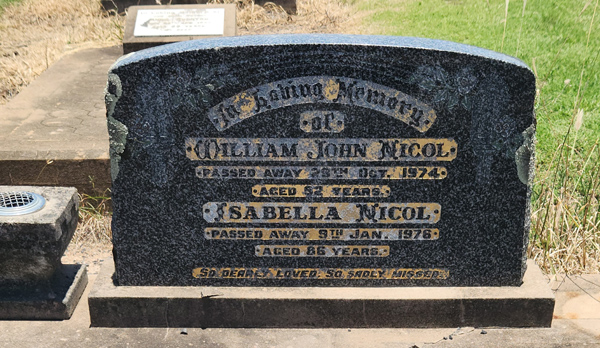 In Loving Memory
of
WILLIAM JOHN NICOL
PASSED AWAY 29TH OCT. 1974
AGED 82 YEARS.
ISABELLA NICOL
PASSED AWAY 9TH JAN. 1976
AGED 86 YEARS.
SO DEARLY LOVED, SO SADLY MISSED.